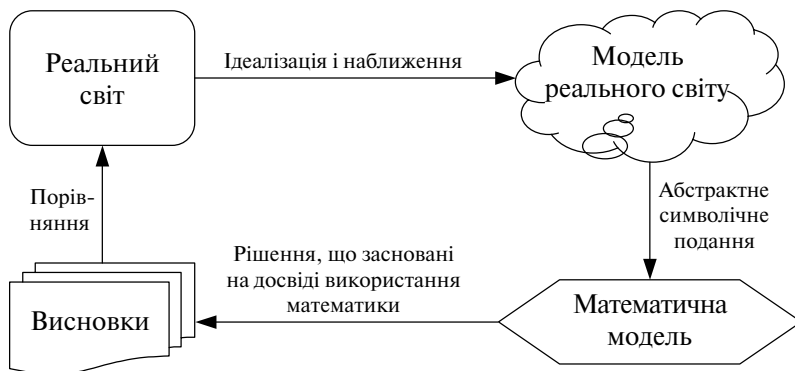 Реальний
світ
Ідеалізація і наближення
Модель
реального світу
Абстрактне
символічне
подання
Математична
модель
Рішення, що засновані
на досвіді використання
математики
Висновки
Порів-
няння